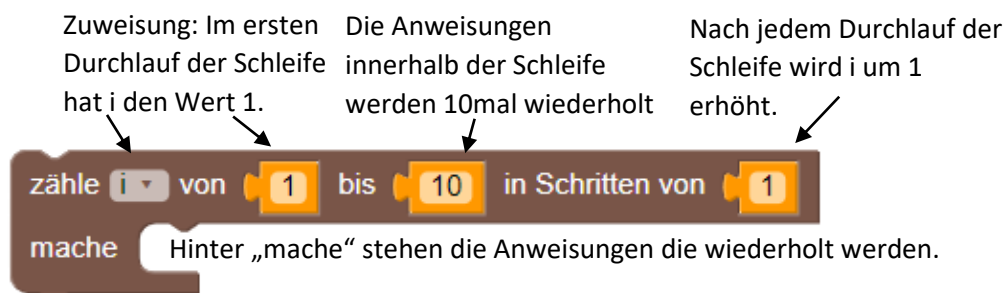 Zuweisung: Im ersten
Durchlauf der Schleife
hat i den Wert 1.
Die Anweisungen
innerhalb der Schleife
werden 10mal wiederholt
Nach jedem Durchlauf der
Schleife wird i um 1
erhöht.
zähle i von 1 bis 10 in Schritten von 1
mache Hinter „mache“ stehen die Anweisungen die wiederholt werden.